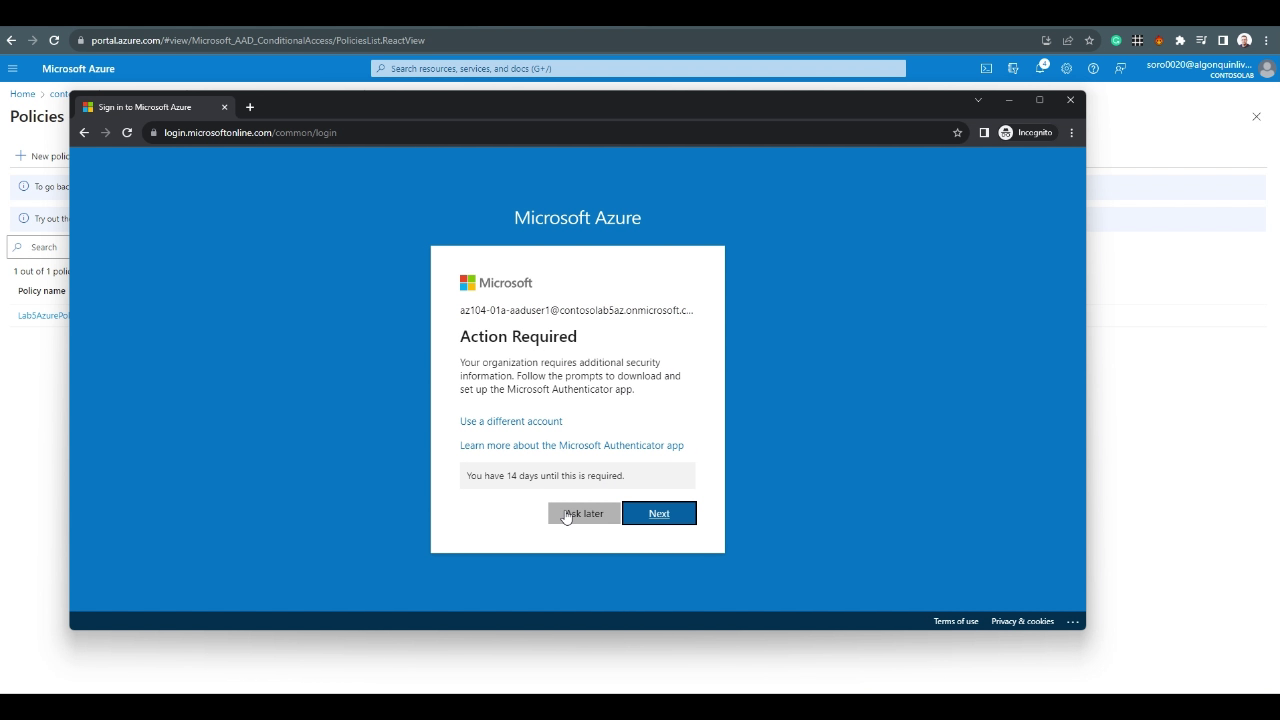 portal.azure.com/#view/Microsoft_AAD_ConditionalAccess/PoliciesList.ReactView
Microsoft Azure
Search resources, services, and docs (G+/)
4
soro0020@algonquinliv...
CONTOSOLAB
Home > cont
Policies
New polic
To go bac
Try out th
Search
1 out of 1 poli
Policy name
Lab5AzurePol
Sign in to Microsoft Azure
login.microsoftonline.com/common/login
Incognito
Microsoft Azure
Microsoft
az104-01a-aaduser1@contosolab5az.onmicrosoft.c...
Action Required
Your organization requires additional security
information. Follow the prompts to download and
set up the Microsoft Authenticator app.
Use a different account
Learn more about the Microsoft Authenticator app
You have 14 days until this is required.
Ask later
Next
Terms of use
Privacy & cookies
...